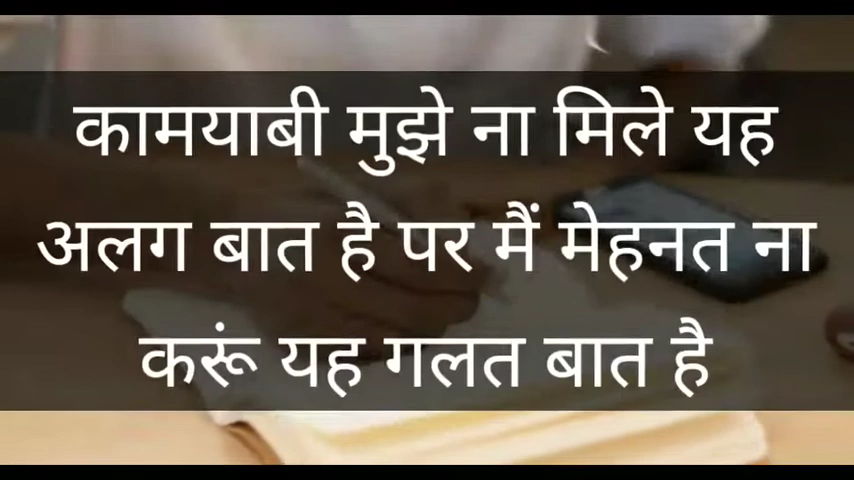 कामयाबी मुझे ना मिले यह
अलग बात है पर मैं मेहनत ना
करूं यह गलत बात है